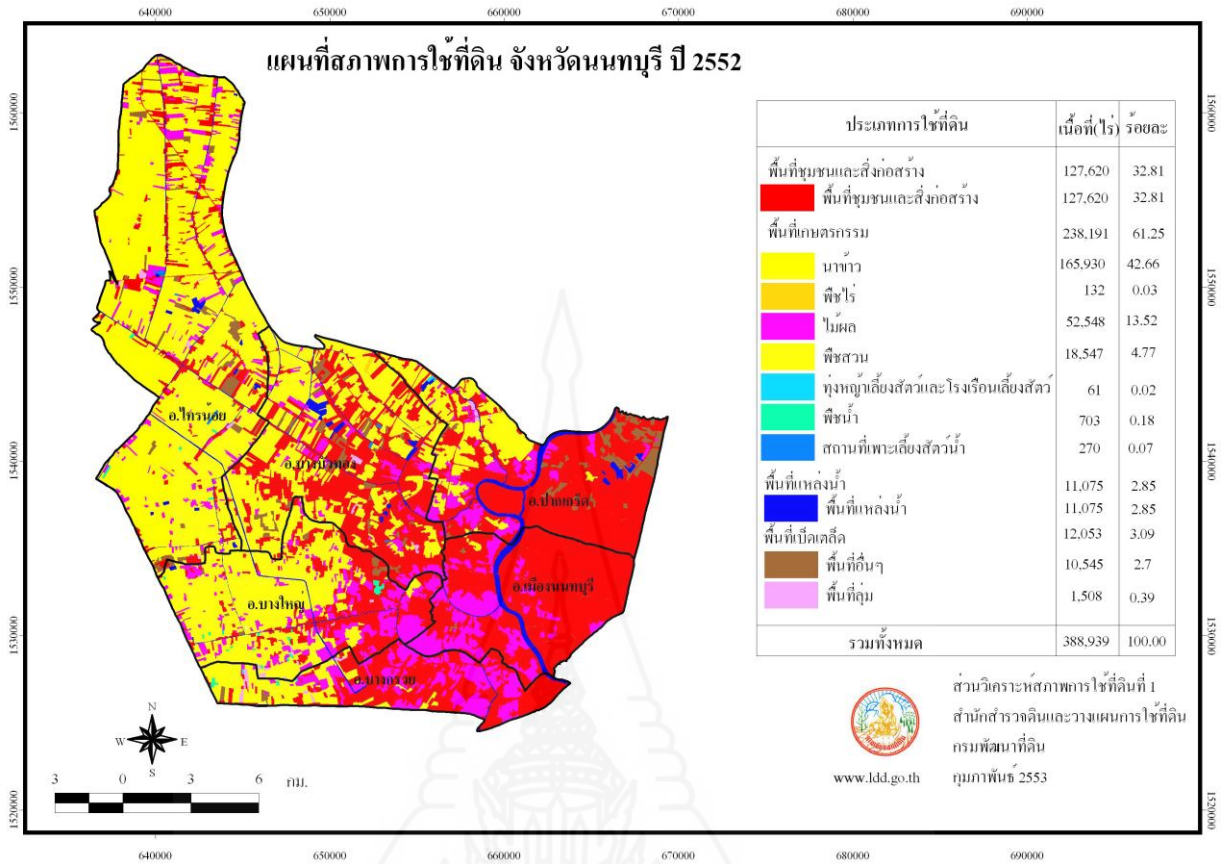 640000 650000 660000 670000 680000 690000
แผนที่สภาพการใช้ที่ดิน จังหวัดนนทบุรี ปี 2552
1560000 1560000
1550000 1550000
1540000 1540000
1530000 1530000
1520000 1520000
อ.ไทรน้อย
อ.บางบัวทอง
อ.ปากเกร็ด
อ.เมืองนนทบุรี
อ.บางใหญ่
อ.บางกรวย
ประเภทการใช้ที่ดิน เนื้อที่(ไร่) ร้อยละ
พื้นที่ชุมชนและสิ่งก่อสร้าง 127,620 32.81
พื้นที่ชุมชนและสิ่งก่อสร้าง 127,620 32.81
พื้นที่เกษตรกรรม 238,191 61.25
นาข้าว 165,930 42.66
พืชไร่ 132 0.03
ไม้ผล 52,548 13.52
พืชสวน 18,547 4.77
ทุ่งหญ้าเลี้ยงสัตว์และโรงเรือนเลี้ยงสัตว์ 61 0.02
พืชน้ำ 703 0.18
สถานที่เพาะเลี้ยงสัตว์น้ำ 270 0.07
พื้นที่แหล่งน้ำ 11,075 2.85
พื้นที่แหล่งน้ำ 11,075 2.85
พื้นที่เบ็ดเตล็ด 12,053 3.09
พื้นที่อื่นๆ 10,545 2.7
พื้นที่ลุ่ม 1,508 0.39
รวมทั้งหมด 388,939 100.00
ส่วนวิเคราะห์สภาพการใช้ที่ดินที่ 1
สำนักสำรวจดินและวางแผนการใช้ที่ดิน
กรมพัฒนาที่ดิน
www.ldd.go.th กุมภาพันธ์ 2553
N
W E
S
3 0 3 6 กม.
640000 650000 660000 670000 680000 690000